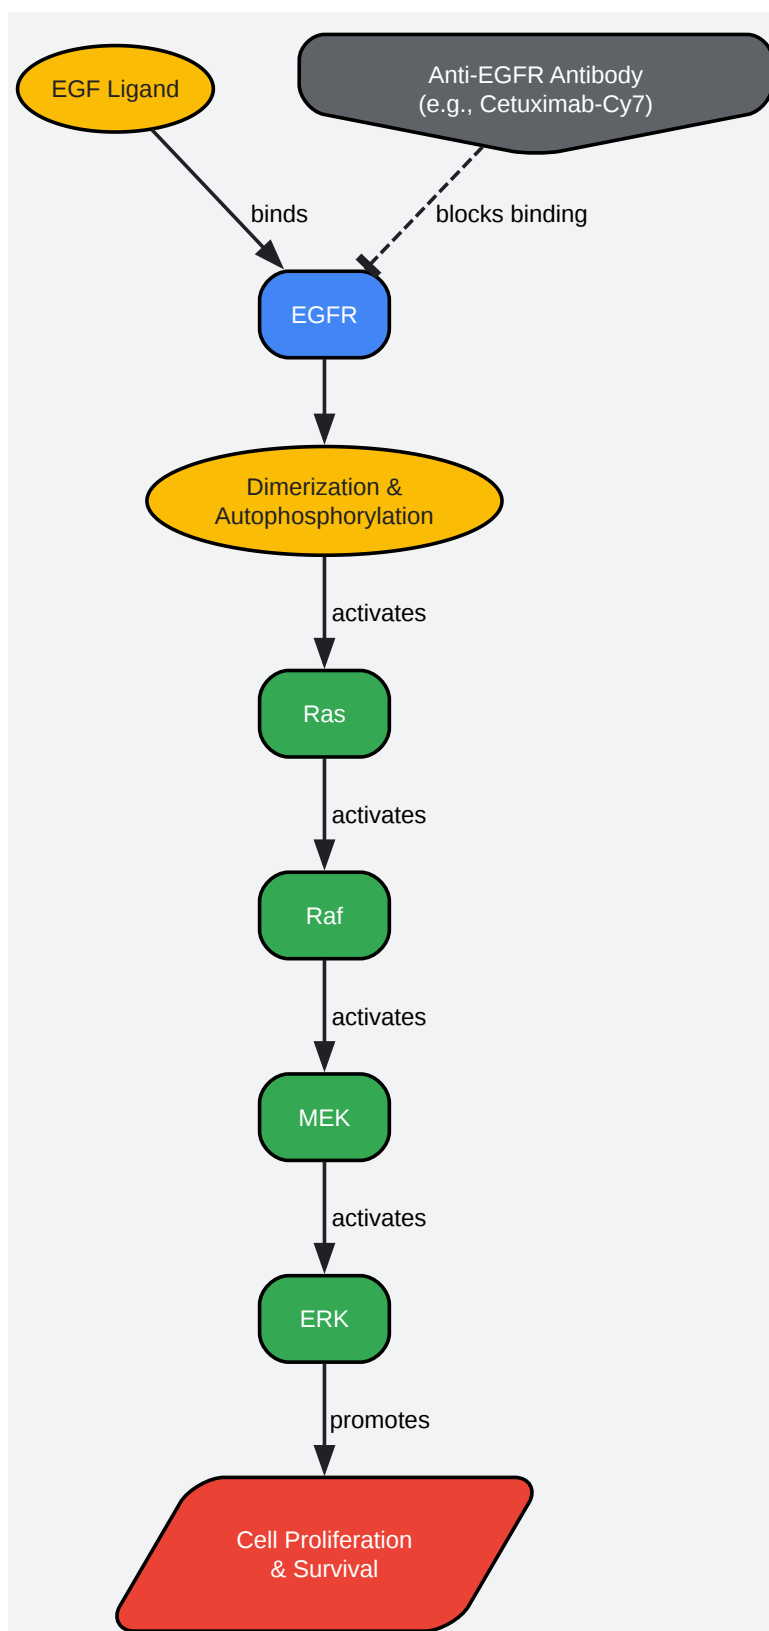 EGF Ligand
Anti-EGFR Antibody
(e.g., Cetuximab-Cy7)
binds
blocks binding
EGFR
Dimerization &
Autophosphorylation
activates
Ras
activates
Raf
activates
MEK
activates
ERK
promotes
Cell Proliferation
& Survival